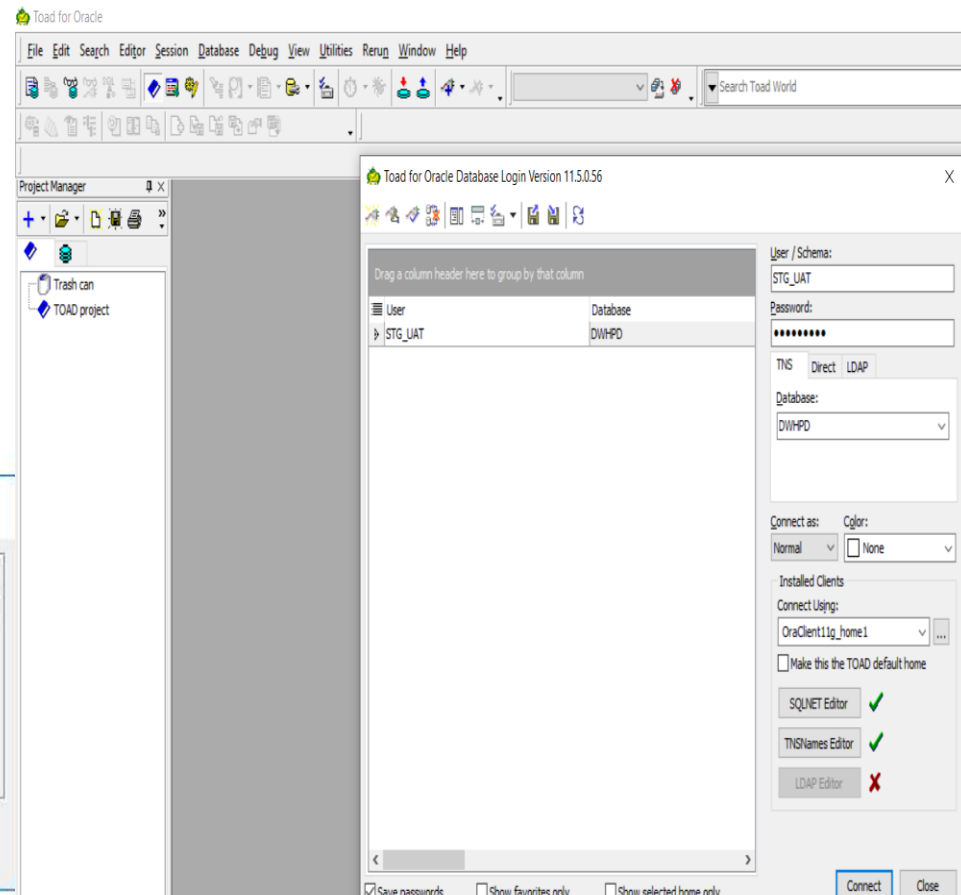 Toad for Oracle
File Edit Search Editor Session Database Debug View Utilities Rerun Window Help
Search Toad World
Project Manager
Trash can
TOAD project
Toad for Oracle Database Login Version 11.5.0.56
Drag a column header here to group by that column
User Database
STG_UAT DWHPD
User / Schema:
STG_UAT
Password:
•••••••••
TNS Direct LDAP
Database:
DWHPD
Connect as: Color:
Normal None
Installed Clients
Connect Using:
OraClient11g_home1 ...
Make this the TOAD default home
SQLNET Editor
TNSNames Editor
LDAP Editor
Save passwords Show favorites only Show selected home only
Connect Close